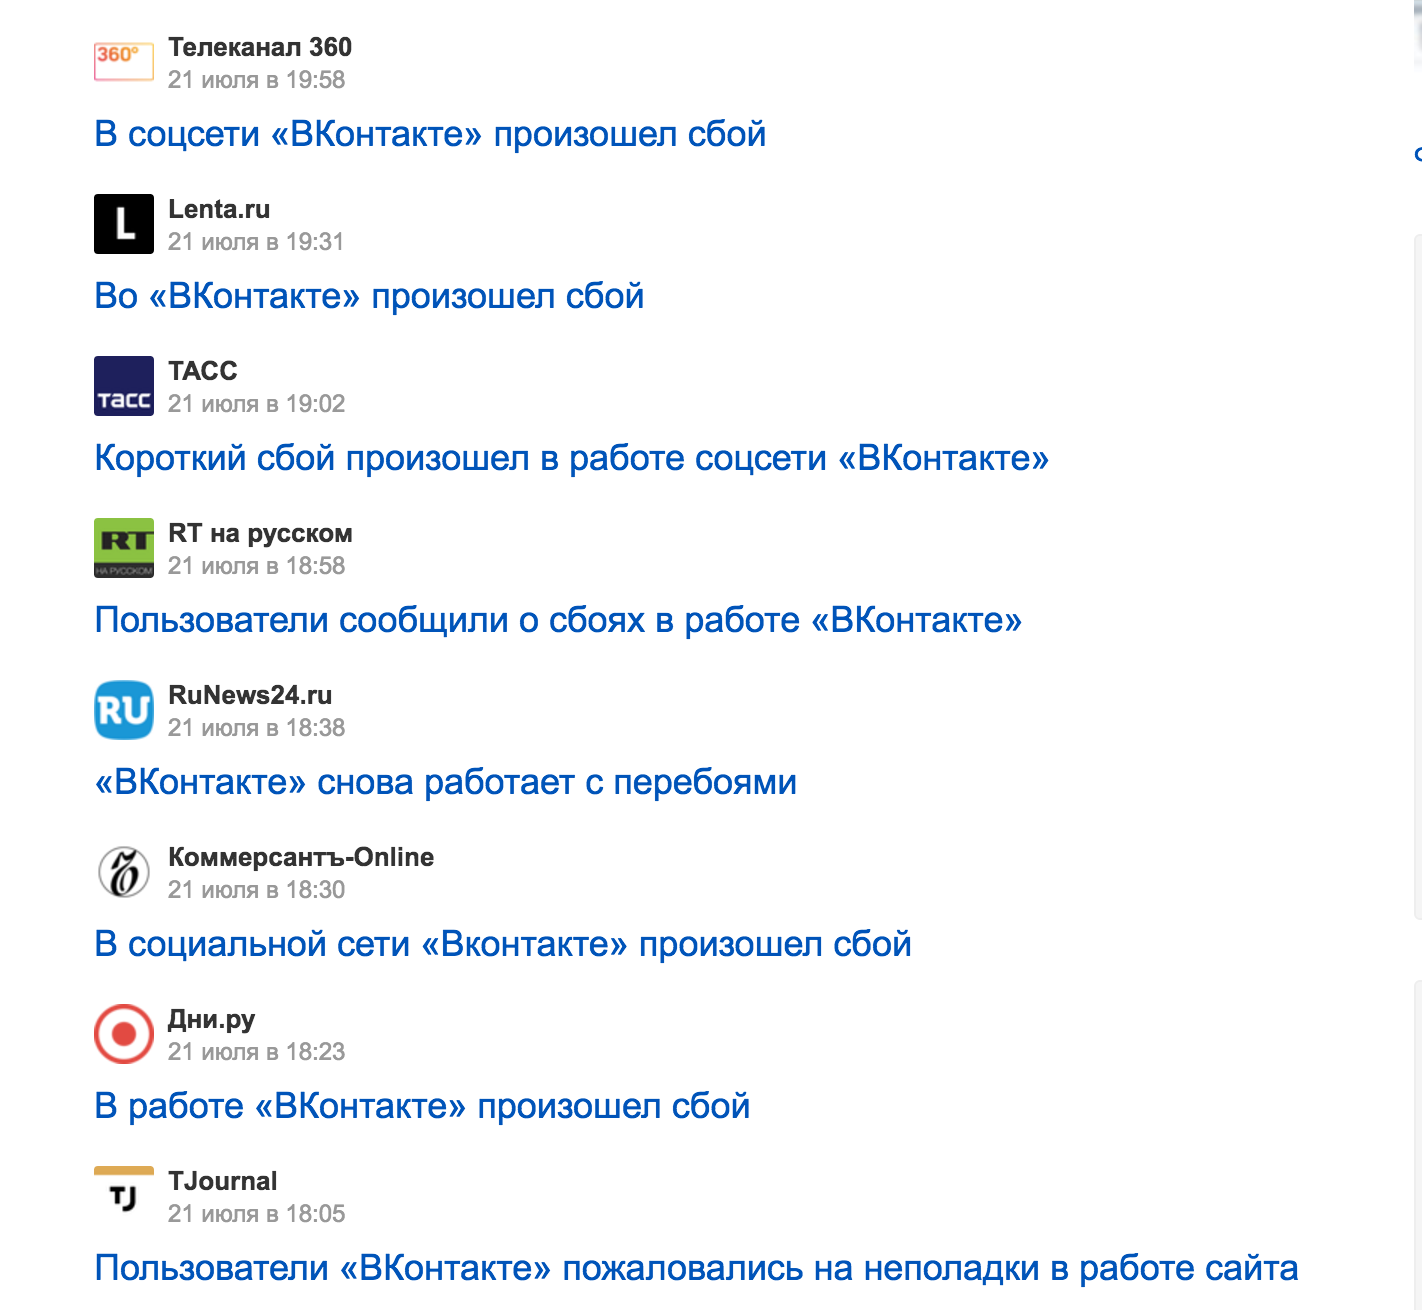 360°
Телеканал 360
21 июля в 19:58
В соцсети «ВКонтакте» произошел сбой
L
Lenta.ru
21 июля в 19:31
Во «ВКонтакте» произошел сбой
тасс
ТАСС
21 июля в 19:02
Короткий сбой произошел в работе соцсети «ВКонтакте»
RT
НА РУССКОМ
RT на русском
21 июля в 18:58
Пользователи сообщили о сбоях в работе «ВКонтакте»
RU
RuNews24.ru
21 июля в 18:38
«ВКонтакте» снова работает с перебоями
Ъ
Коммерсантъ-Online
21 июля в 18:30
В социальной сети «Вконтакте» произошел сбой
Дни.ру
21 июля в 18:23
В работе «ВКонтакте» произошел сбой
TJ
TJournal
21 июля в 18:05
Пользователи «ВКонтакте» пожаловались на неполадки в работе сайта